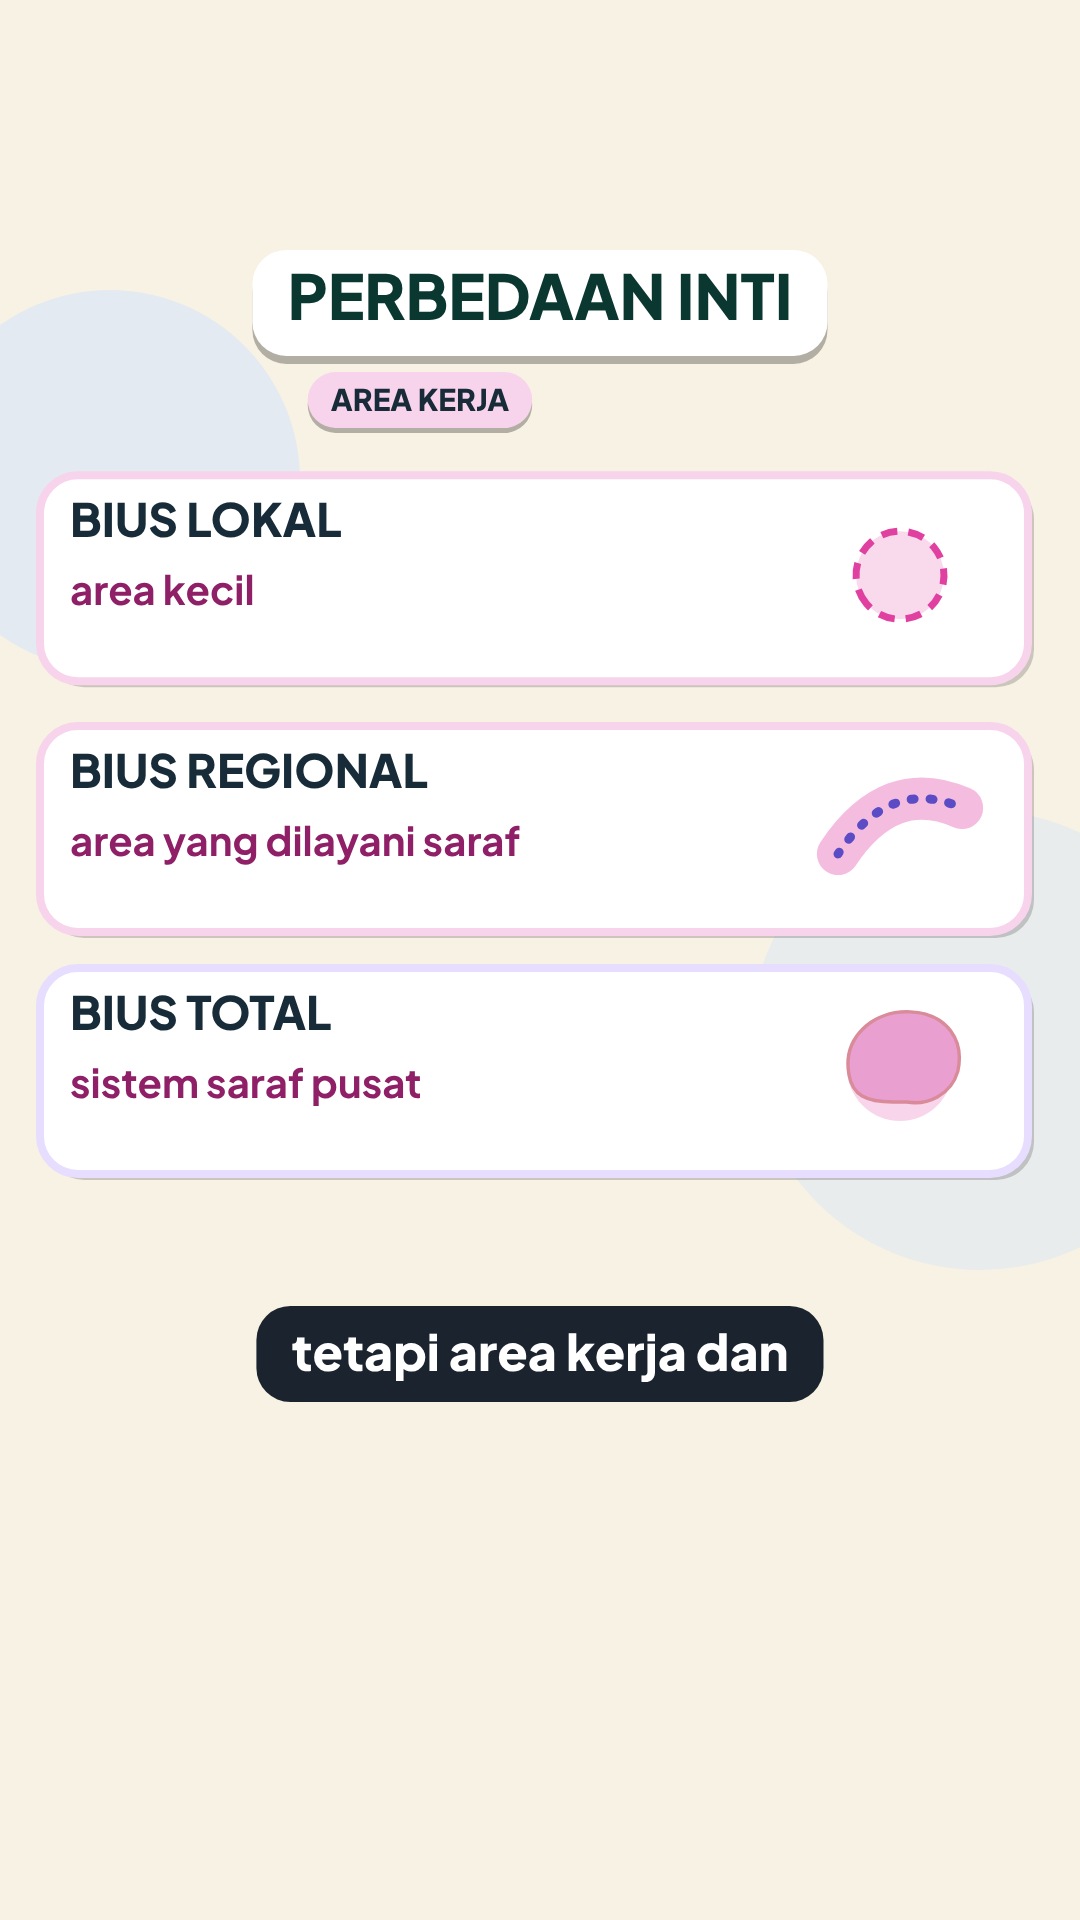 PERBEDAAN INTI
AREA KERJA
BIUS LOKAL
area kecil
BIUS REGIONAL
area yang dilayani saraf
BIUS TOTAL
sistem saraf pusat
tetapi area kerja dan